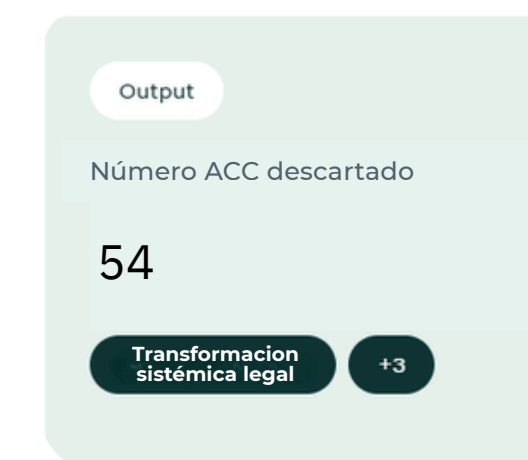 Output
Número ACC descartado
54
Transformacion
sistémica legal
+3